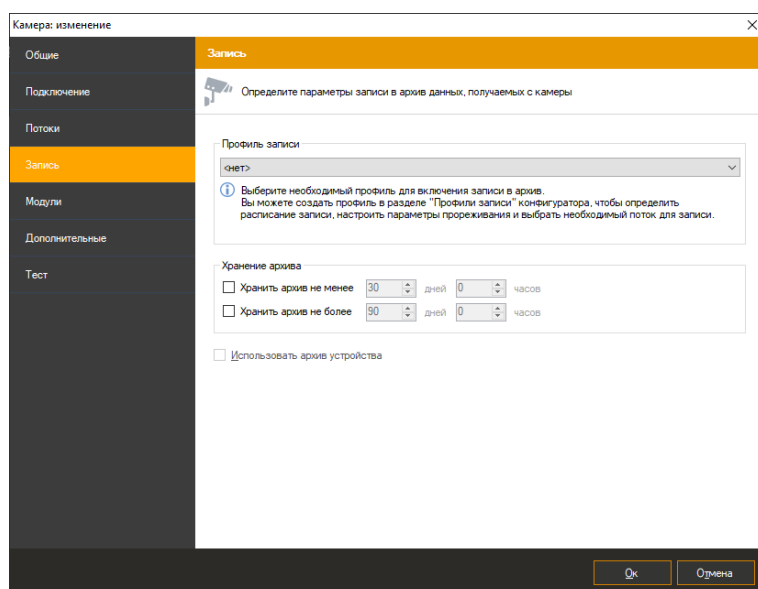 Камера: изменение
Общие
Подключение
Потоки
Запись
Модули
Дополнительные
Тест
Запись
Определите параметры записи в архив данных, получаемых с камеры
Профиль записи
<нет>
Выберите необходимый профиль для включения записи в архив.
Вы можете создать профиль в разделе "Профили записи" конфигуратора, чтобы определить
расписание записи, настроить параметры прореживания и выбрать необходимый поток для записи.
Хранение архива
Хранить архив не менее 30 дней 0 часов
Хранить архив не более 90 дней 0 часов
Использовать архив устройства
Ок Отмена